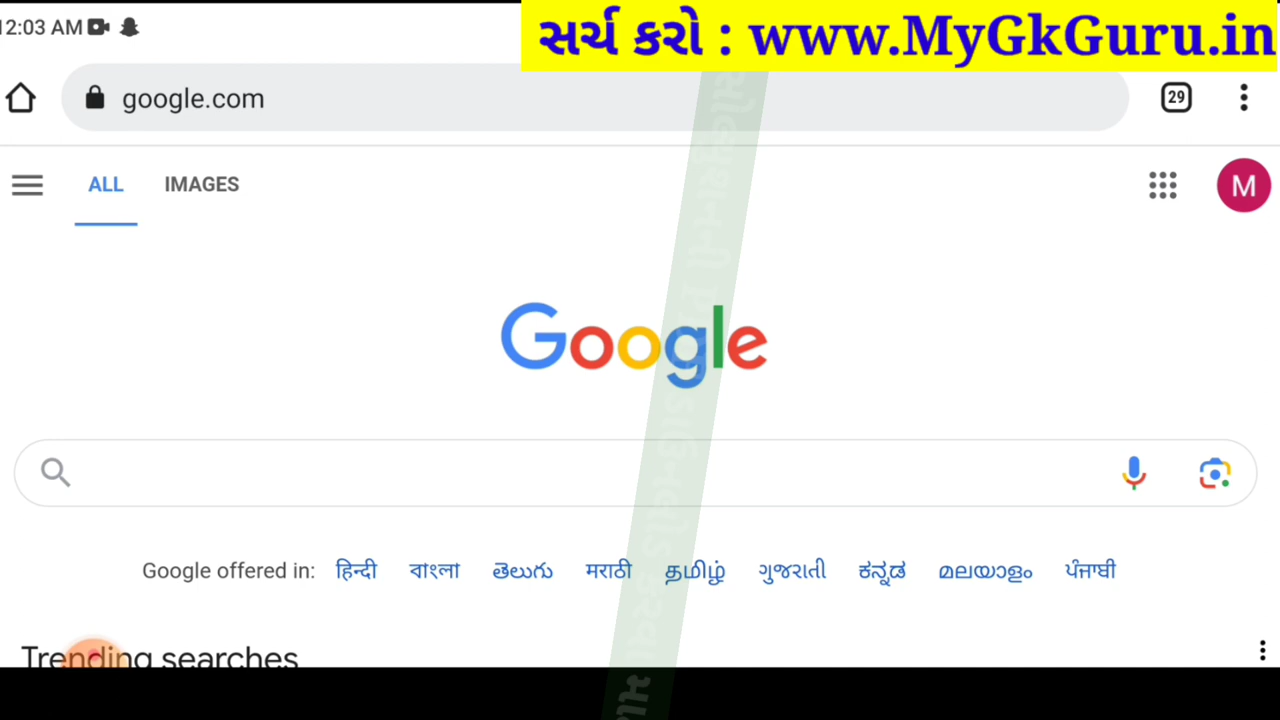 12:03 AM
સર્ચ કરો : www.MyGkGuru.in
google.com
29
ALL IMAGES
M
Google
Google offered in: हिन्दी বাংলা తెలుగు मराठी தமிழ் ગુજરાતી ಕನ್ನಡ മലയാളം ਪੰਜਾਬੀ
Trending searches